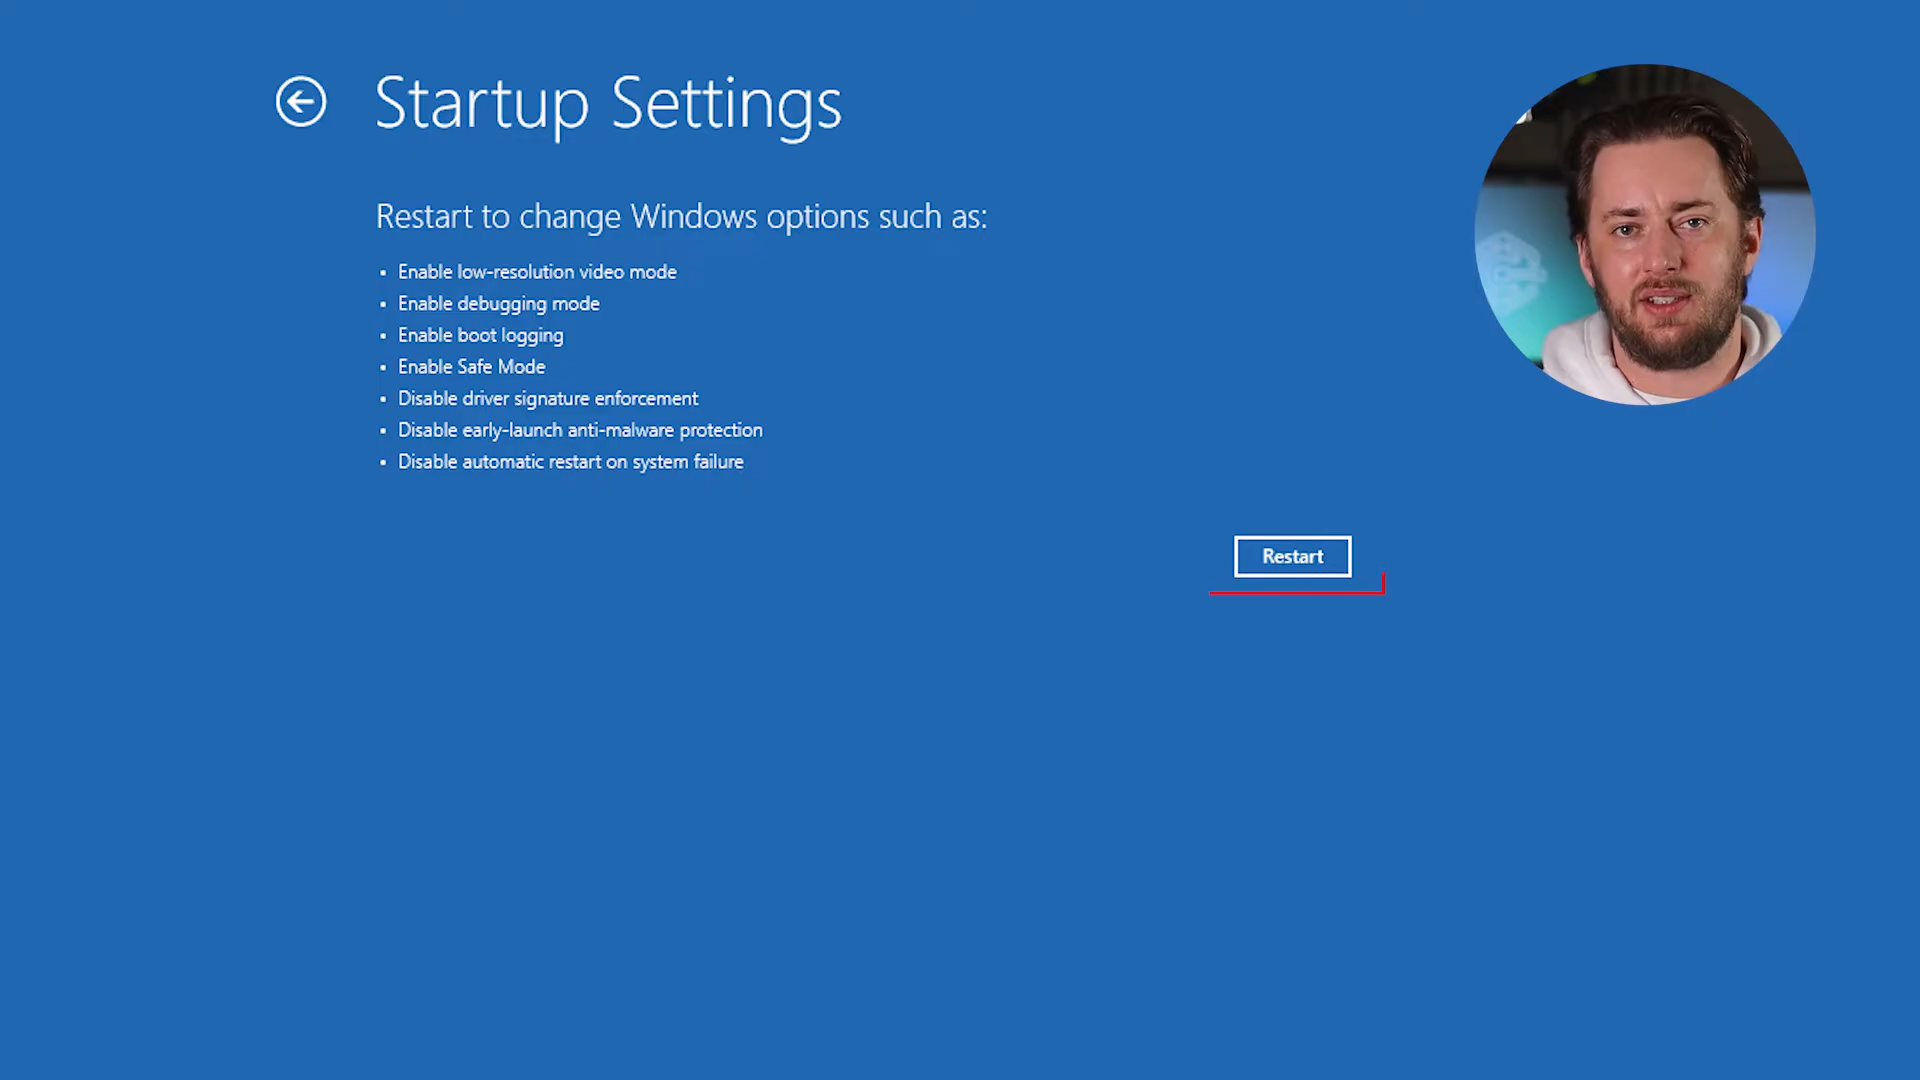 Startup Settings
Restart to change Windows options such as:
Enable low-resolution video mode
Enable debugging mode
Enable boot logging
Enable Safe Mode
Disable driver signature enforcement
Disable early-launch anti-malware protection
Disable automatic restart on system failure
Restart